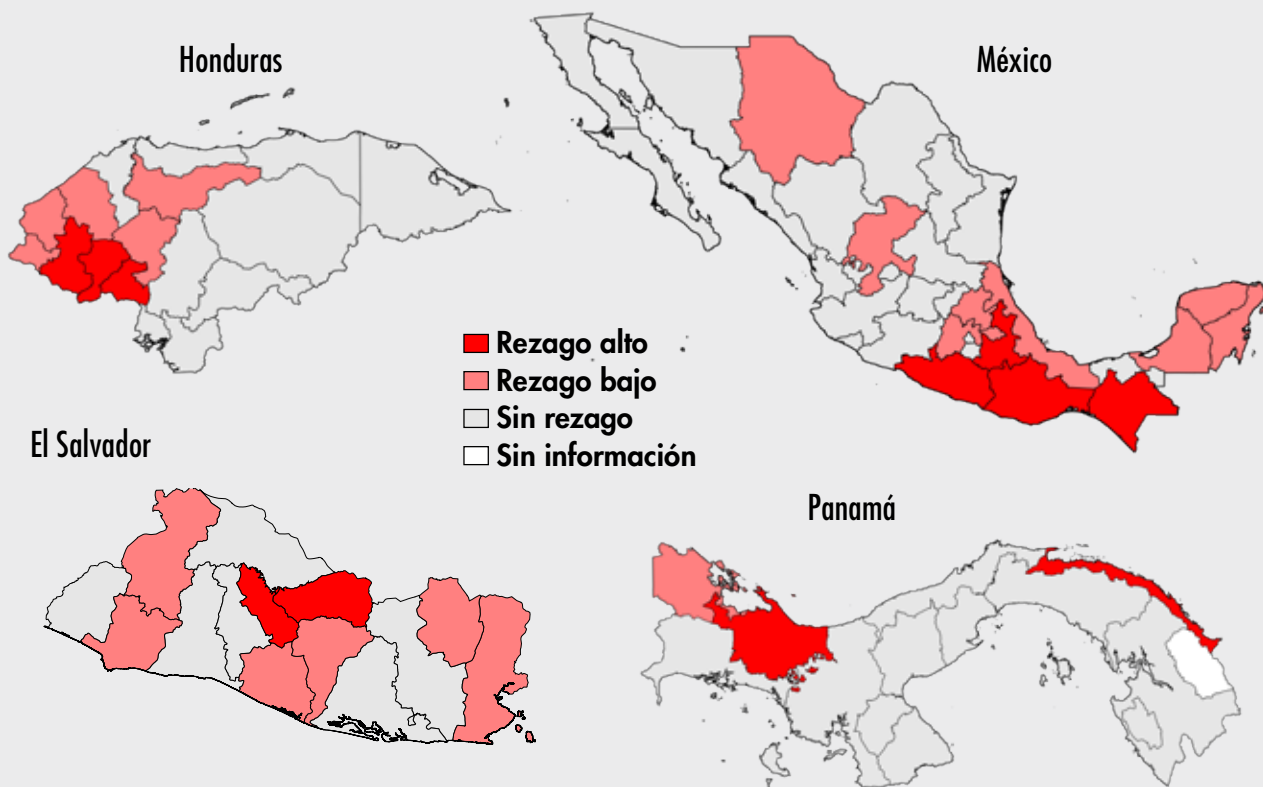 Honduras
México
Rezago alto
Rezago bajo
Sin rezago
Sin información
El Salvador
Panamá